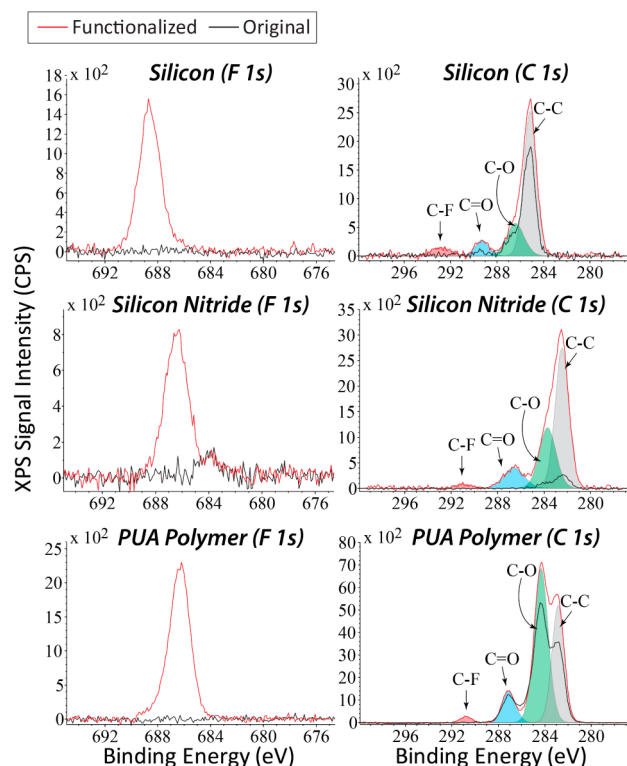 Functionalized Original
XPS Signal Intensity (CPS)
Silicon (F 1s)
x 10²
18
16
14
12
10
8
6
4
2
0
692 688 684 680 676
Silicon (C 1s)
x 10²
30
25
20
15
10
5
0
C-C
C-O
C=O
C-F
296 292 288 284 280
Silicon Nitride (F 1s)
x 10²
8
6
4
2
0
692 688 684 680 676
Silicon Nitride (C 1s)
x 10²
35
30
25
20
15
10
5
0
C-C
C-O
C=O
C-F
296 292 288 284 280
PUA Polymer (F 1s)
x 10²
25
20
15
10
5
0
692 688 684 680 676
Binding Energy (eV)
PUA Polymer (C 1s)
x 10²
80
70
60
50
40
30
20
10
0
C-O
C-C
C=O
C-F
296 292 288 284 280
Binding Energy (eV)